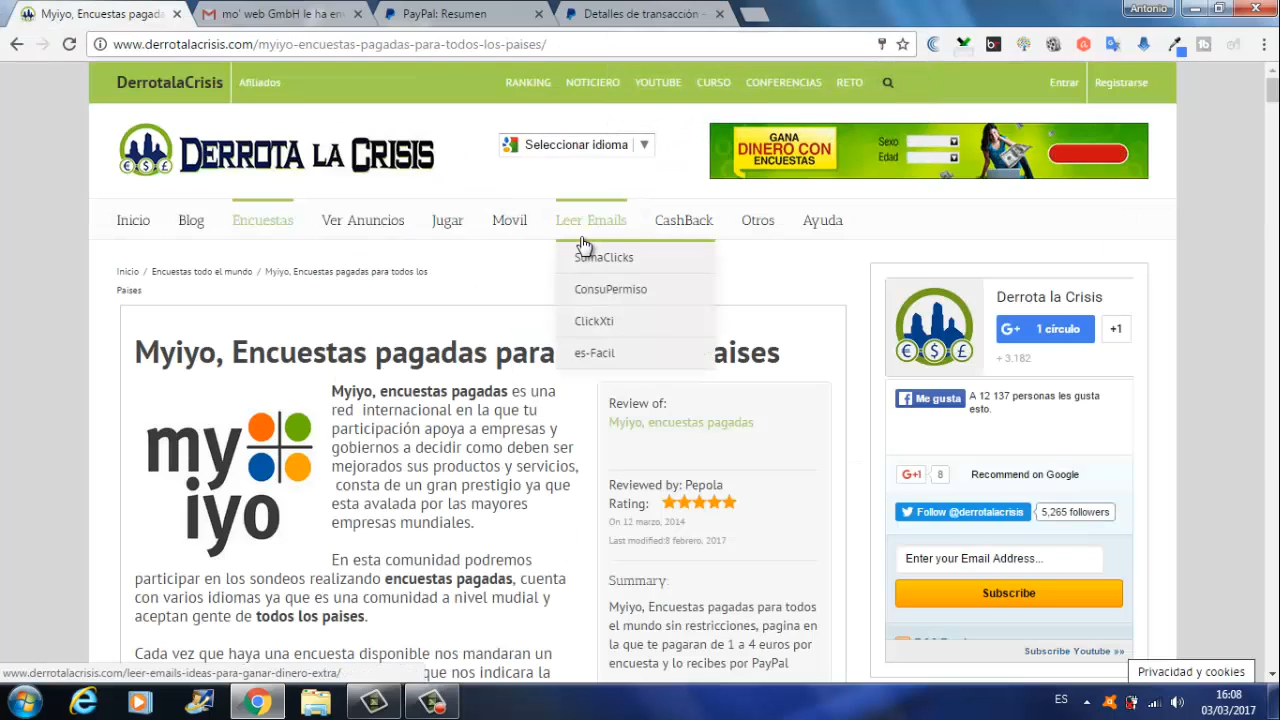 Myiyo, Encuestas pagadas pa
mo' web GmbH le ha en
PayPal: Resumen
Detalles de transacción -
Antonio
www.derrotalacrisis.com/myiyo-encuestas-pagadas-para-todos-los-paises/
DerrotalaCrisis
Afiliados
RANKING NOTICIERO YOUTUBE CURSO CONFERENCIAS RETO
Entrar
Registrarse
DERROTA LA CRISIS
Seleccionar idioma
GANA
DINERO CON
ENCUESTAS
Sexo
Edad
Inicio Blog Encuestas Ver Anuncios Jugar Movil Leer Emails CashBack Otros Ayuda
SumaClicks
ConsuPermiso
ClickXti
es-Facil
Inicio / Encuestas todo el mundo / Myiyo, Encuestas pagadas para todos los
Paises
Myiyo, Encuestas pagadas para aises
my
iyo
Myiyo, encuestas pagadas es una
red internacional en la que tu
participación apoya a empresas y
gobiernos a decidir como deben ser
mejorados sus productos y servicios,
consta de un gran prestigio ya que
esta avalada por las mayores
empresas mundiales.
En esta comunidad podremos
participar en los sondeos realizando encuestas pagadas, cuenta
con varios idiomas ya que es una comunidad a nivel mudial y
aceptan gente de todos los paises.
Cada vez que haya una encuesta disponible nos mandaran un
que nos indicara la
Review of:
Myiyo, encuestas pagadas
Reviewed by: Pepola
Rating:
On 12 marzo, 2014
Last modified:8 febrero, 2017
Summary:
Myiyo, Encuestas pagadas para todos
el mundo sin restricciones, pagina en
la que te pagaran de 1 a 4 euros por
encuesta y lo recibes por PayPal
Derrota la Crisis
G+ 1 círculo
+1
+ 3.182
Me gusta
A 12 137 personas les gusta
esto.
G+1 8 Recommend on Google
Follow @derrotalacrisis
5,265 followers
Enter your Email Address...
Subscribe
Subscribe Youtube »»
Privacidad y cookies
www.derrotalacrisis.com/leer-emails-ideas-para-ganar-dinero-extra/
ES
16:08
03/03/2017